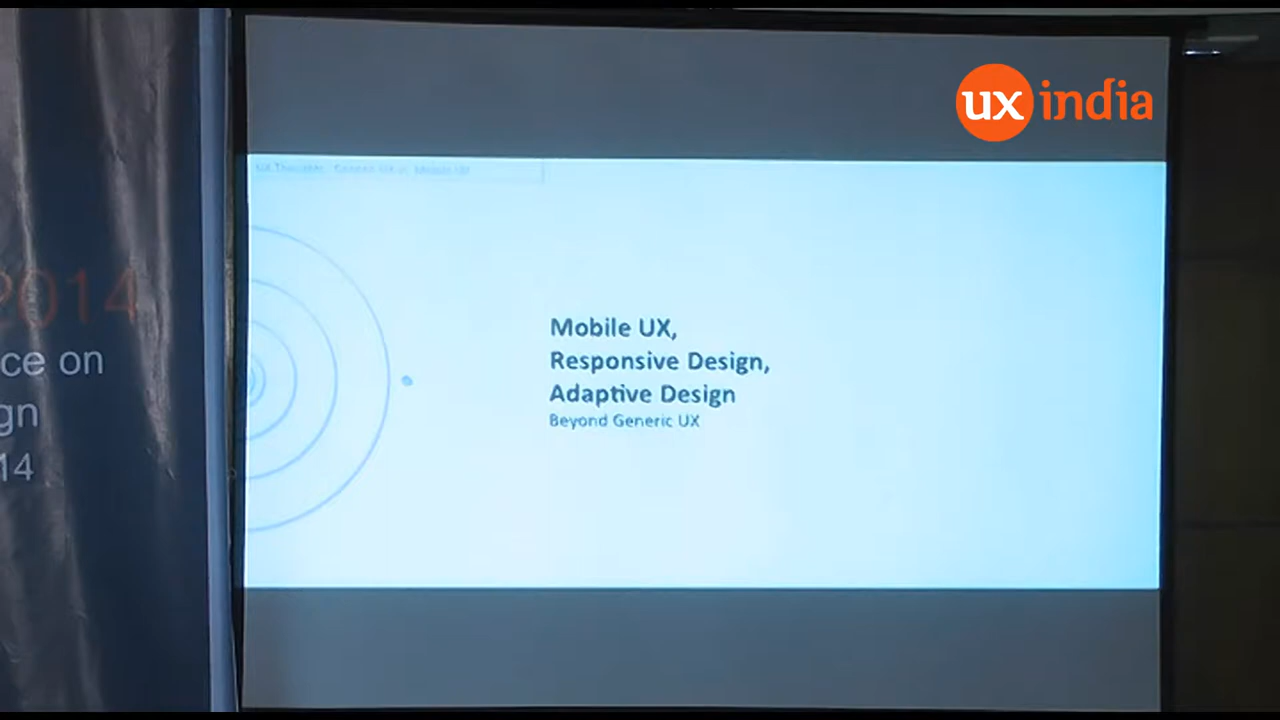 ux india
2014
ce on
gn
14
Mobile UX,
Responsive Design,
Adaptive Design
Beyond Generic UX